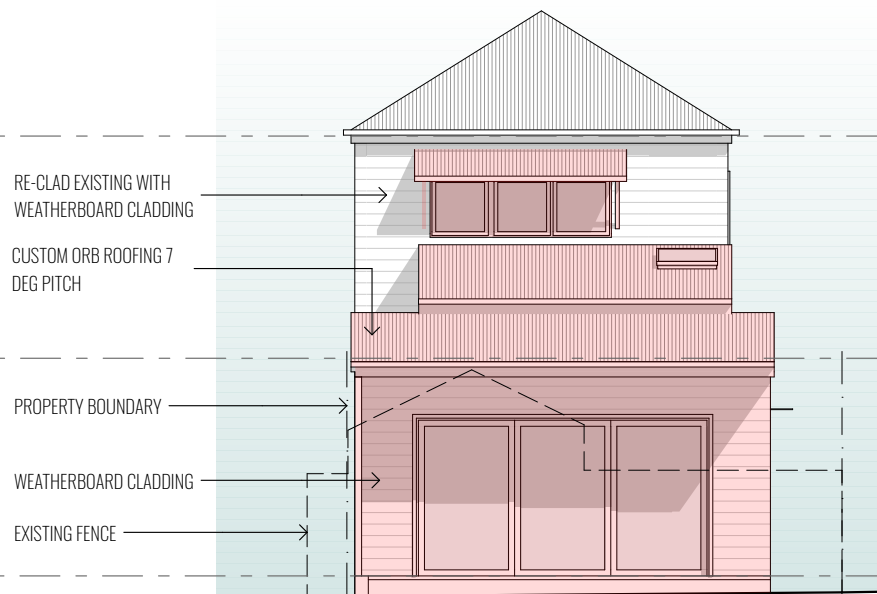 RE-CLAD EXISTING WITH
WEATHERBOARD CLADDING
CUSTOM ORB ROOFING 7
DEG PITCH
PROPERTY BOUNDARY
WEATHERBOARD CLADDING
EXISTING FENCE